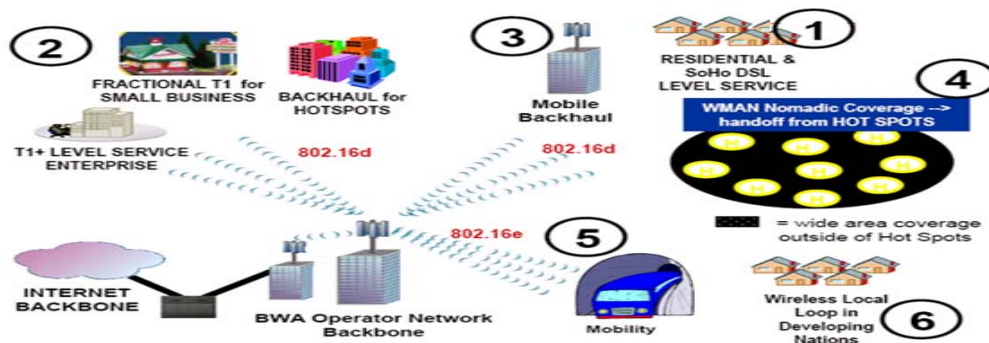 2
FRACTIONAL T1 for
SMALL BUSINESS
BACKHAUL for
HOTSPOTS
T1+ LEVEL SERVICE
ENTERPRISE
3
Mobile
Backhaul
1
RESIDENTIAL &
SoHo DSL
LEVEL SERVICE
4
WMAN Nomadic Coverage -->
handoff from HOT SPOTS
H H H
H H H
H H H
= wide area coverage
outside of Hot Spots
802.16d
802.16d
802.16e
5
Mobility
INTERNET
BACKBONE
BWA Operator Network
Backbone
Wireless Local
Loop in
Developing
Nations
6